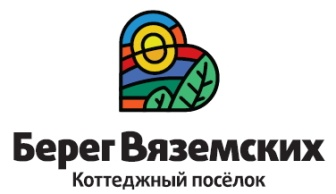 Берег Вяземских
Коттеджный посёлок